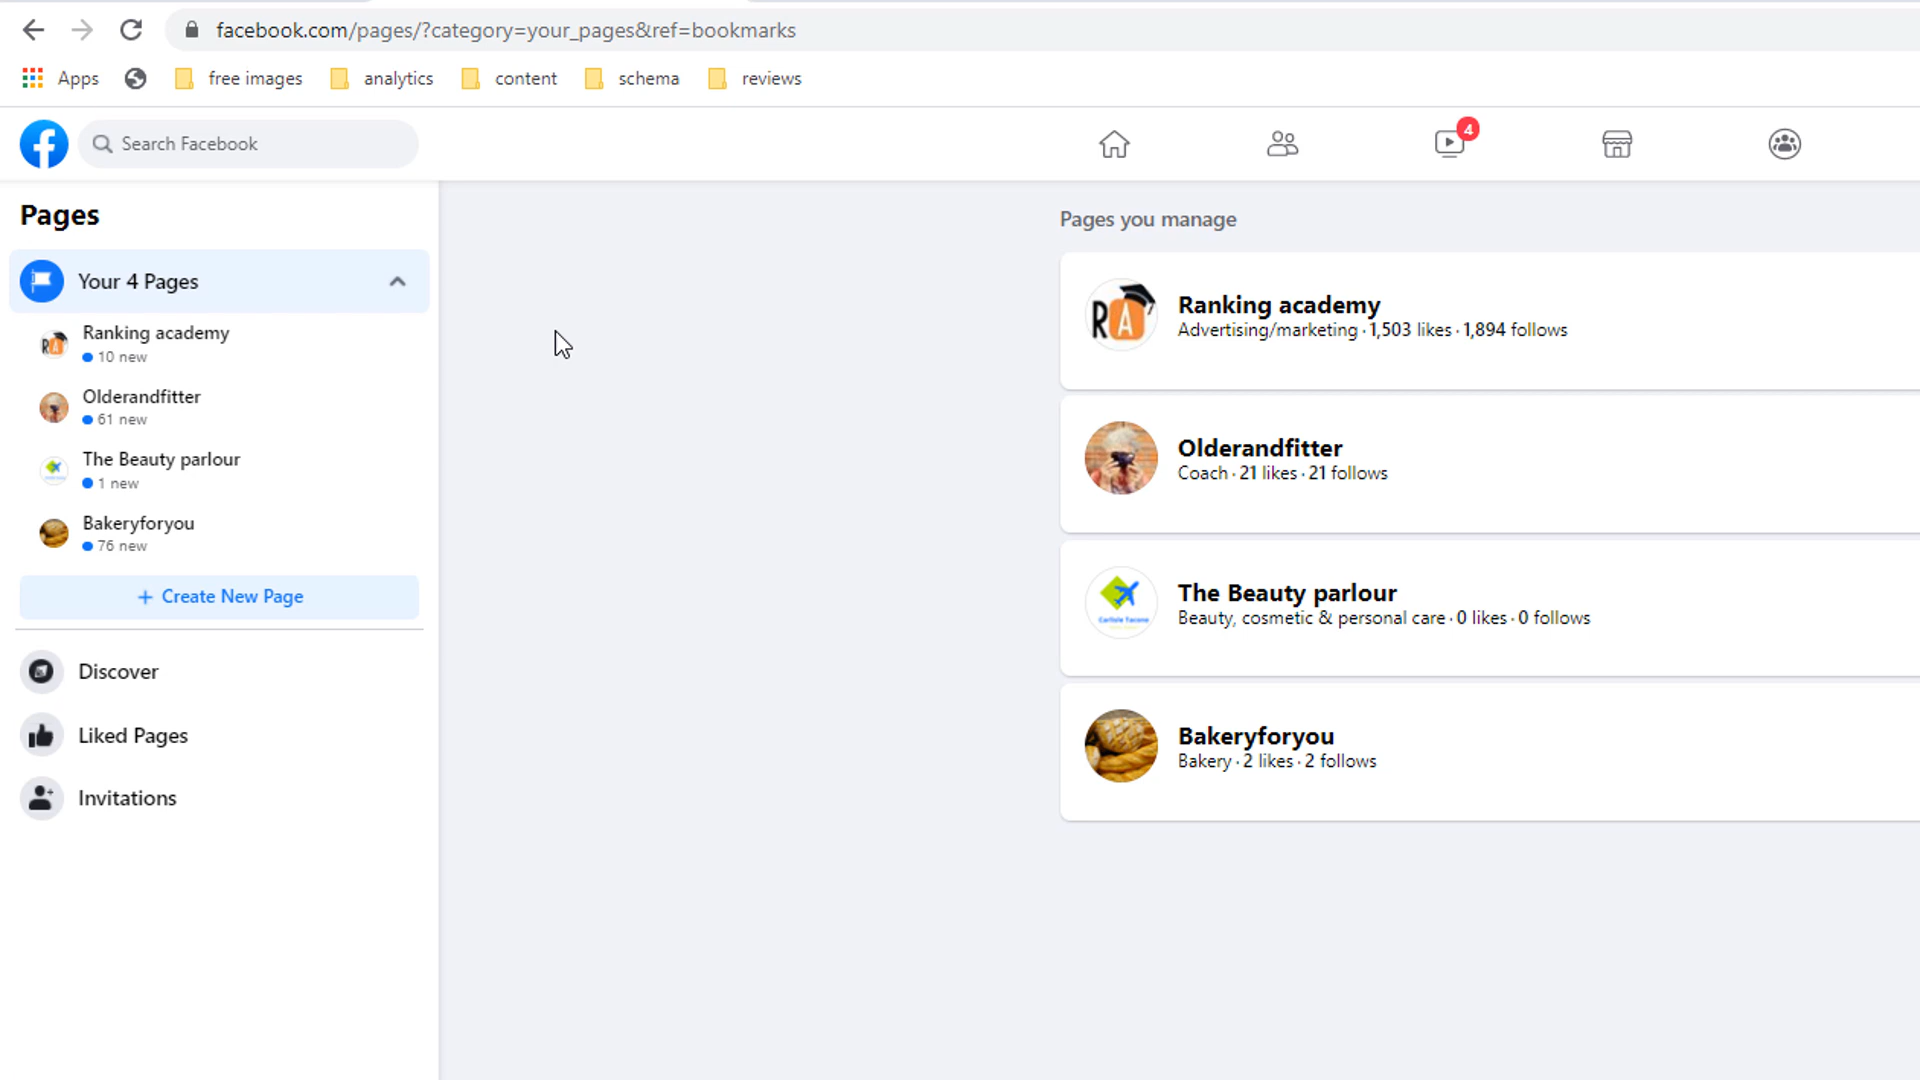 facebook.com/pages/?category=your_pages&ref=bookmarks
Apps free images analytics content schema reviews
Search Facebook
4
Pages
Your 4 Pages
Ranking academy
10 new
Olderandfitter
61 new
The Beauty parlour
1 new
Bakeryforyou
76 new
+ Create New Page
Discover
Liked Pages
Invitations
Pages you manage
RA
Ranking academy
Advertising/marketing · 1,503 likes · 1,894 follows
Olderandfitter
Coach · 21 likes · 21 follows
Carlisle Tacone
The Beauty parlour
Beauty, cosmetic & personal care · 0 likes · 0 follows
Bakeryforyou
Bakery · 2 likes · 2 follows